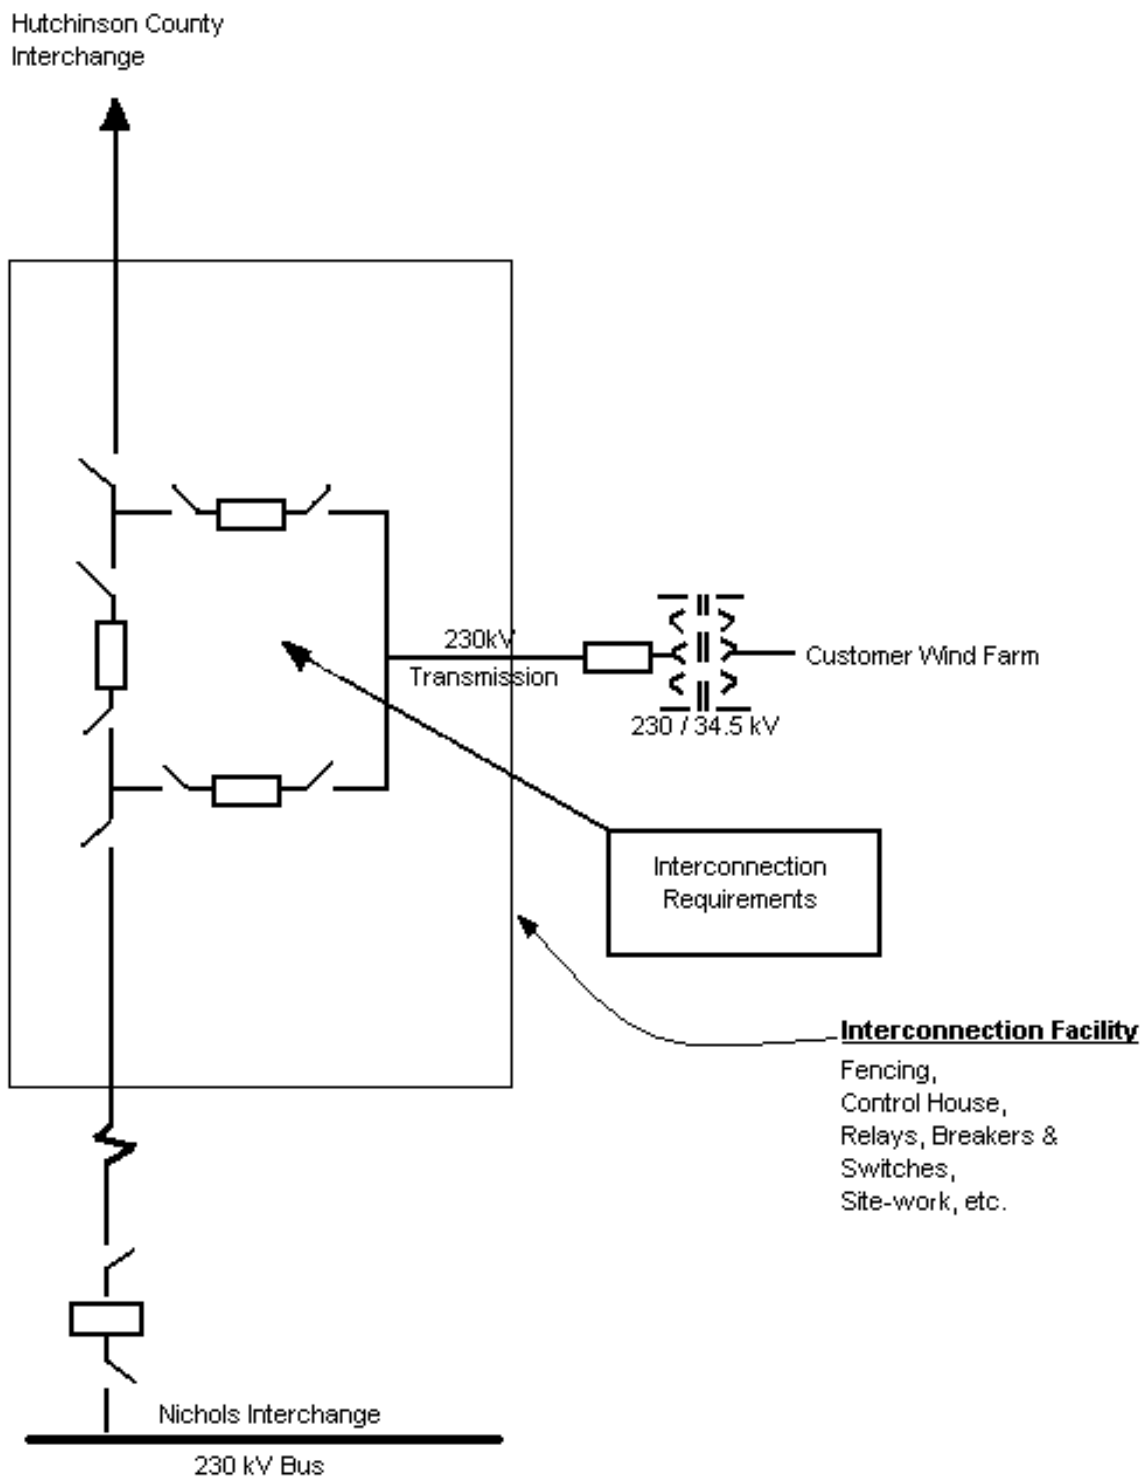 Hutchinson County
Interchange
230kV
Transmission
Customer Wind Farm
230 / 34.5 kV
Interconnection
Requirements
Interconnection Facility
Fencing,
Control House,
Relays, Breakers &
Switches,
Site-work, etc.
Nichols Interchange
230 kV Bus